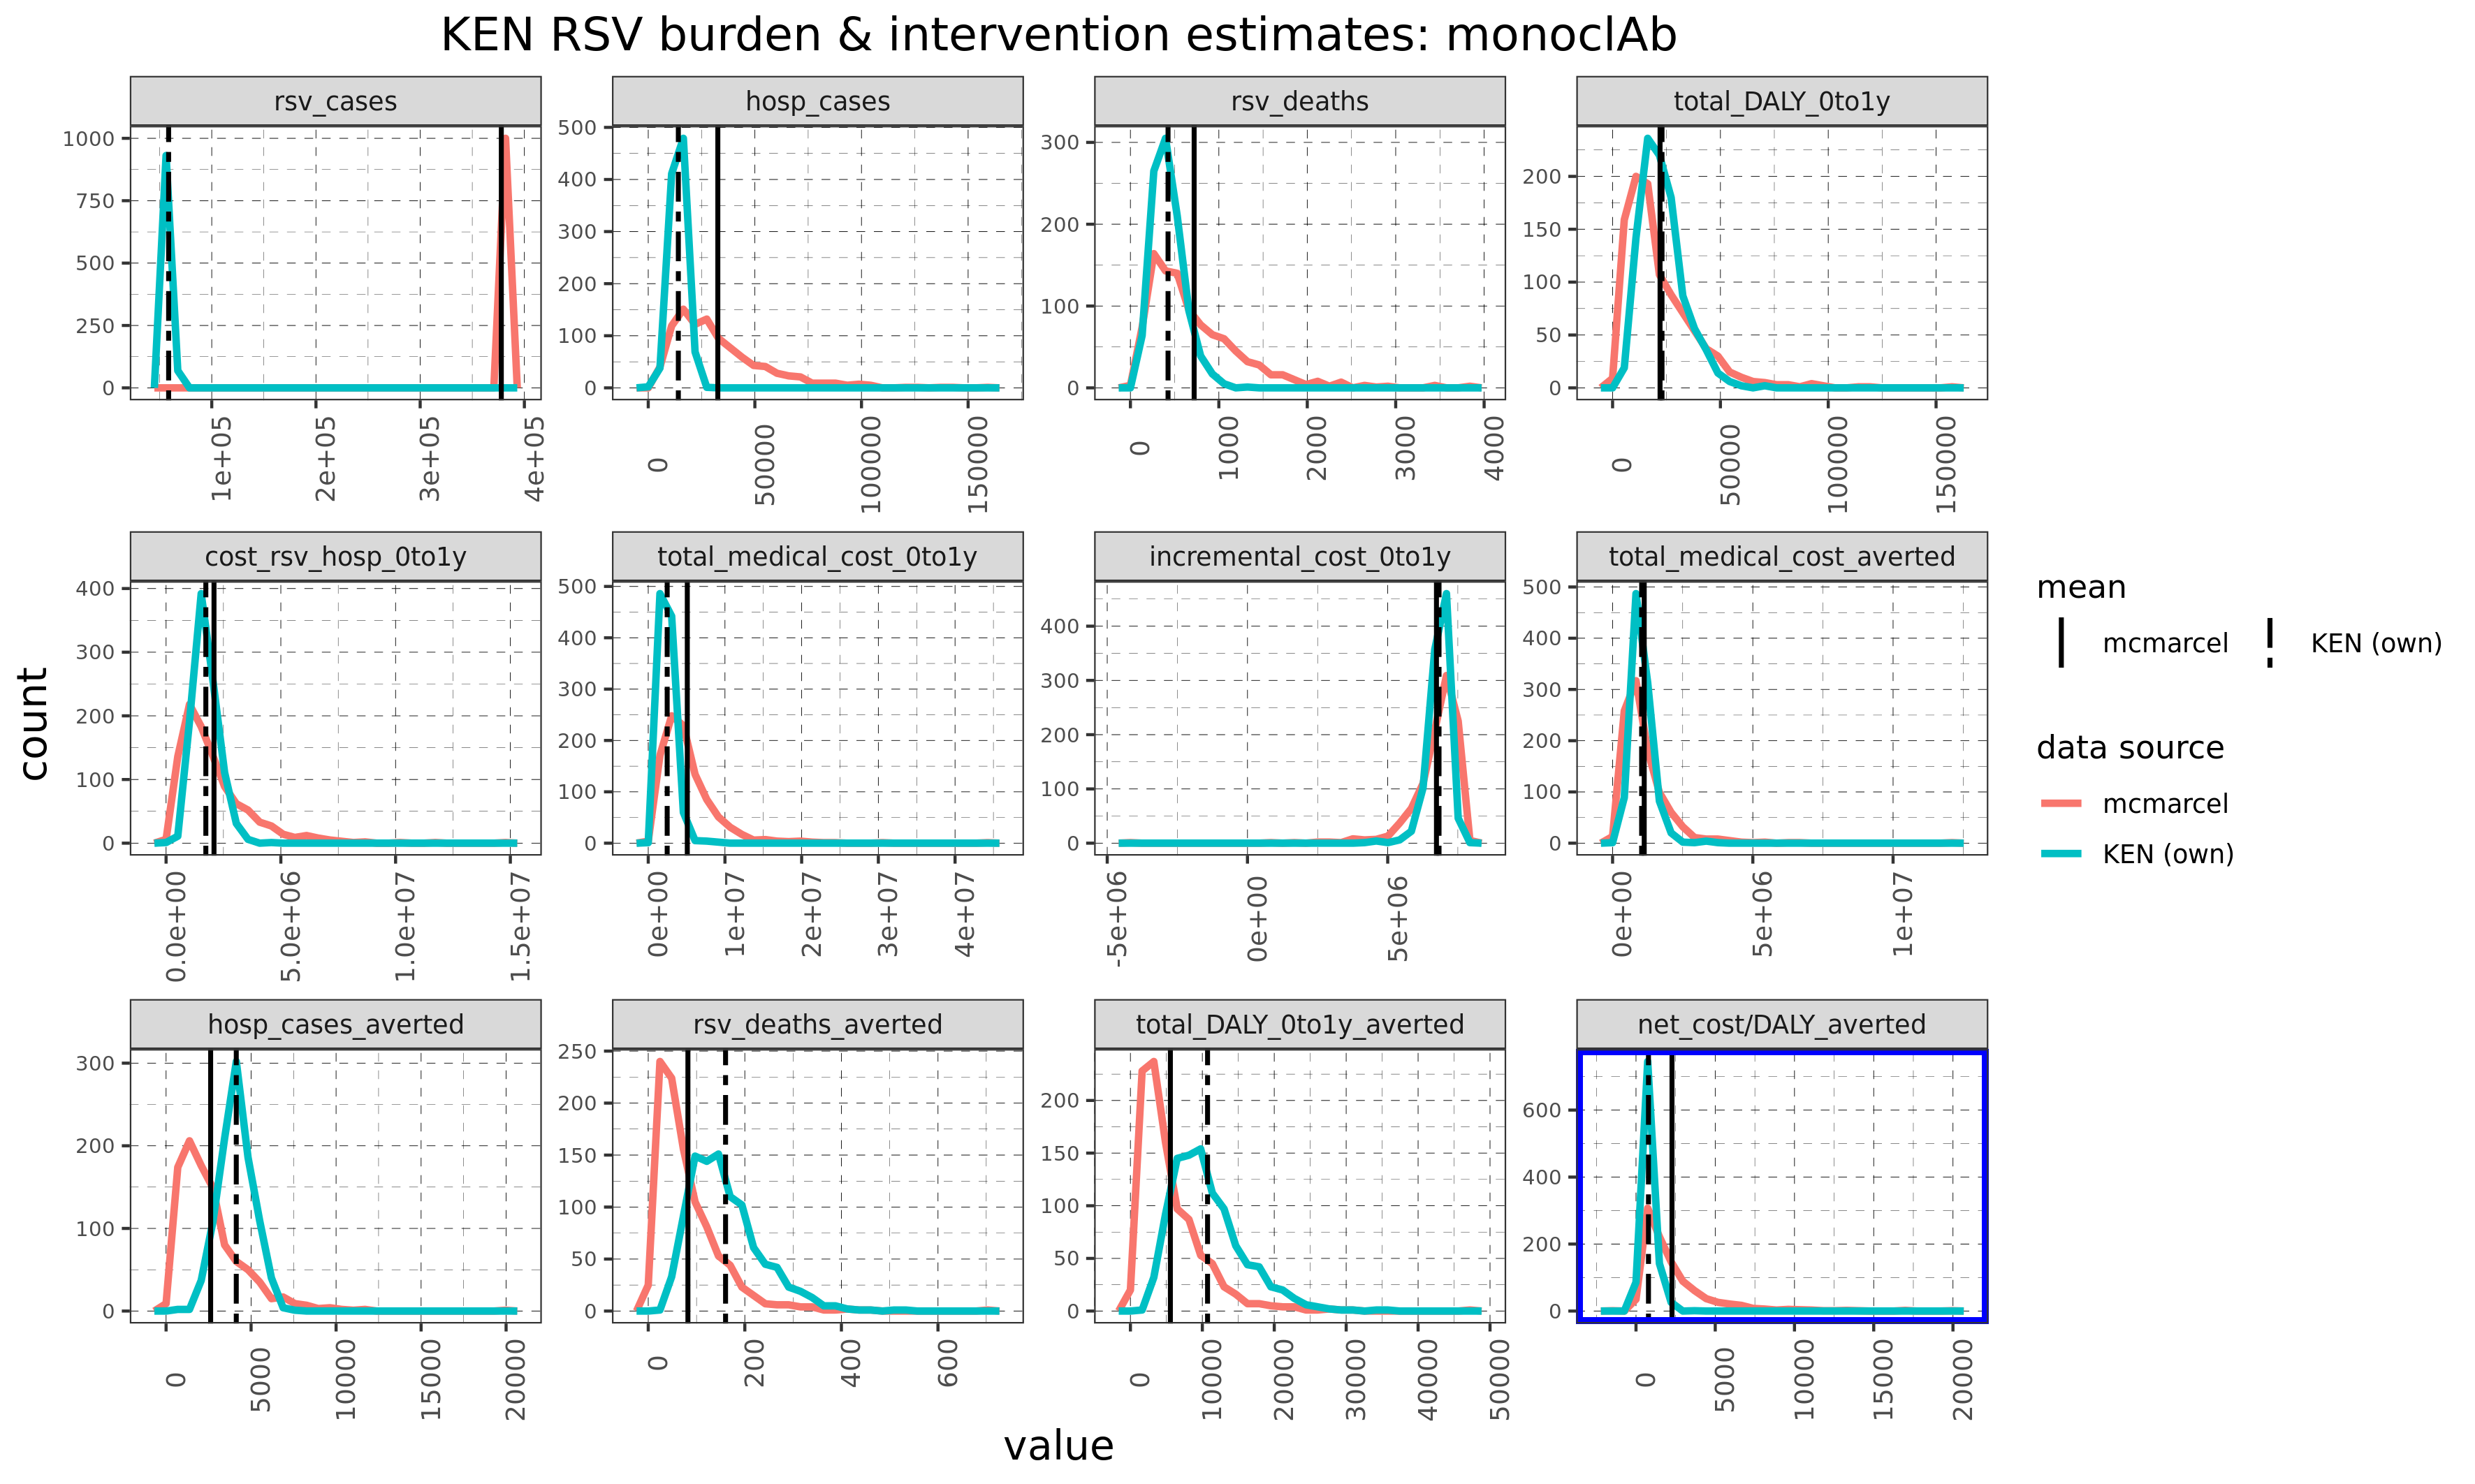 KEN RSV burden & intervention estimates: monoclAb
rsv_cases
hosp_cases
rsv_deaths
total_DALY_0to1y
1000
750
500
250
0
1e+05
2e+05
3e+05
4e+05
500
400
300
200
100
0
0
50000
100000
150000
300
200
100
0
0
1000
2000
3000
4000
200
150
100
50
0
0
50000
100000
150000
cost_rsv_hosp_0to1y
total_medical_cost_0to1y
incremental_cost_0to1y
total_medical_cost_averted
400
300
200
100
0
0.0e+00
5.0e+06
1.0e+07
1.5e+07
500
400
300
200
100
0
0e+00
1e+07
2e+07
3e+07
4e+07
400
300
200
100
0
-5e+06
0e+00
5e+06
500
400
300
200
100
0
0e+00
5e+06
1e+07
hosp_cases_averted
rsv_deaths_averted
total_DALY_0to1y_averted
net_cost/DALY_averted
300
200
100
0
0
5000
10000
15000
20000
250
200
150
100
50
0
0
200
400
600
200
150
100
50
0
0
10000
20000
30000
40000
50000
600
400
200
0
0
5000
10000
15000
20000
count
value
mean
mcmarcel
KEN (own)
data source
mcmarcel
KEN (own)